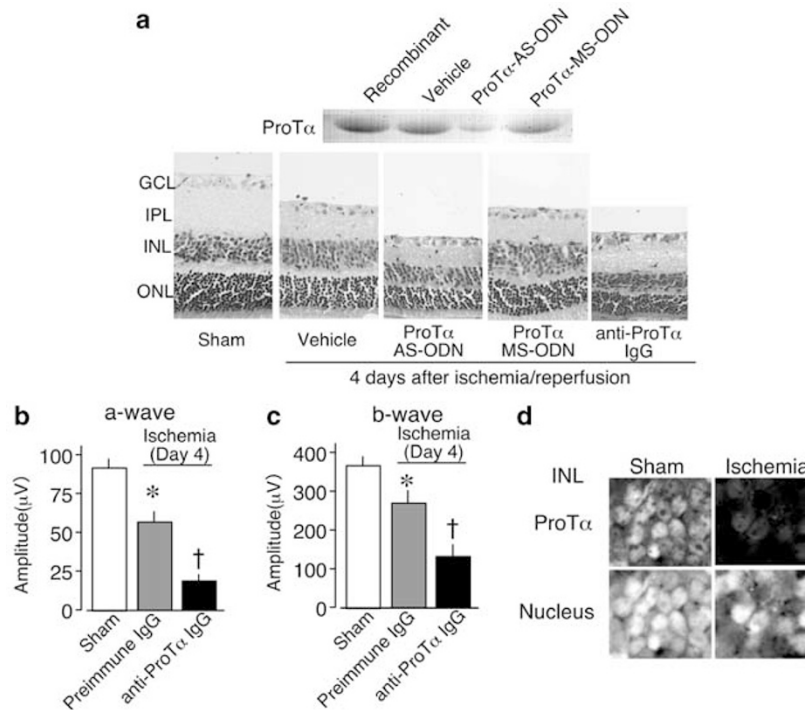 a
Recombinant
Vehicle
ProTα-AS-ODN
ProTα-MS-ODN
ProTα
GCL
IPL
INL
ONL
Sham
Vehicle
ProTα
AS-ODN
ProTα
MS-ODN
anti-ProTα
IgG
4 days after ischemia/reperfusion
b
a-wave
Ischemia
(Day 4)
Amplitude(μV)
100
75
50
25
0
*
†
Sham
Preimmune IgG
anti-ProTα IgG
c
b-wave
Ischemia
(Day 4)
Amplitude(μV)
400
300
200
100
0
*
†
Sham
Preimmune IgG
anti-ProTα IgG
d
INL
Sham
Ischemia
ProTα
Nucleus